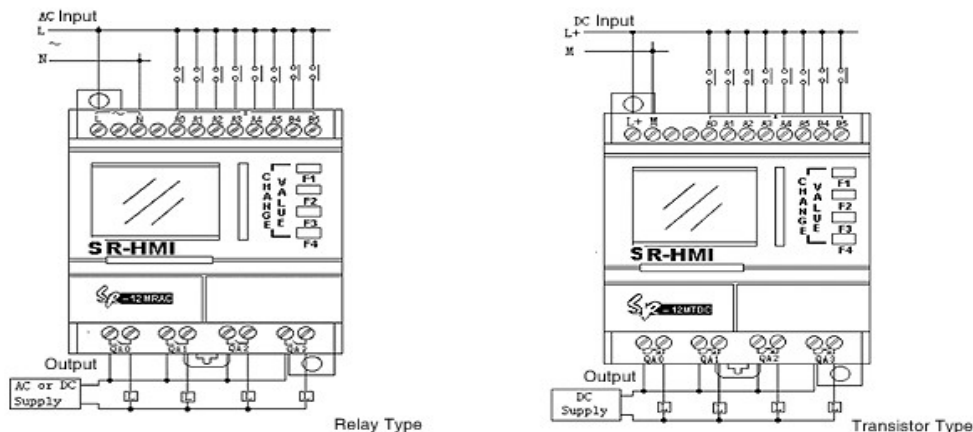 AC Input
L
~
N
L ~ N A0 A1 A2 A3 A4 A5 B4 B5
I
CHANGE VALUE
F1
F2
F3
F4
SR-HMI
SR-12MRAC
QA0 QA1 QA2 QA3
Output
AC or DC
Supply
Relay Type
DC Input
L+
M
L+ M A0 A1 A2 A3 A4 A5 B4 B5
I
CHANGE VALUE
F1
F2
F3
F4
SR-HMI
SR-12MTDC
QA0 QA1 QA2 QA3
Output
DC
Supply
Transistor Type